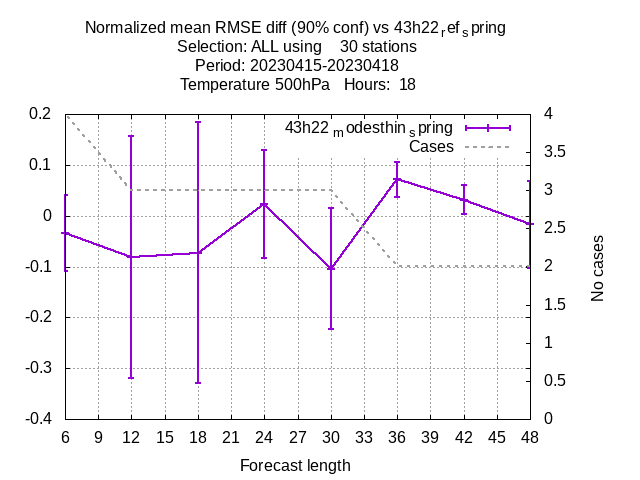 Normalized mean RMSE diff (90% conf) vs 43h22refspring
Selection: ALL using    30 stations
Period: 20230415-20230418
Temperature 500hPa   Hours:  18
43h22modesthinspring
Cases
0.2
0.1
0
-0.1
-0.2
-0.3
-0.4
4
3.5
3
2.5
2
1.5
1
0.5
0
No cases
6 9 12 15 18 21 24 27 30 33 36 39 42 45 48
Forecast length